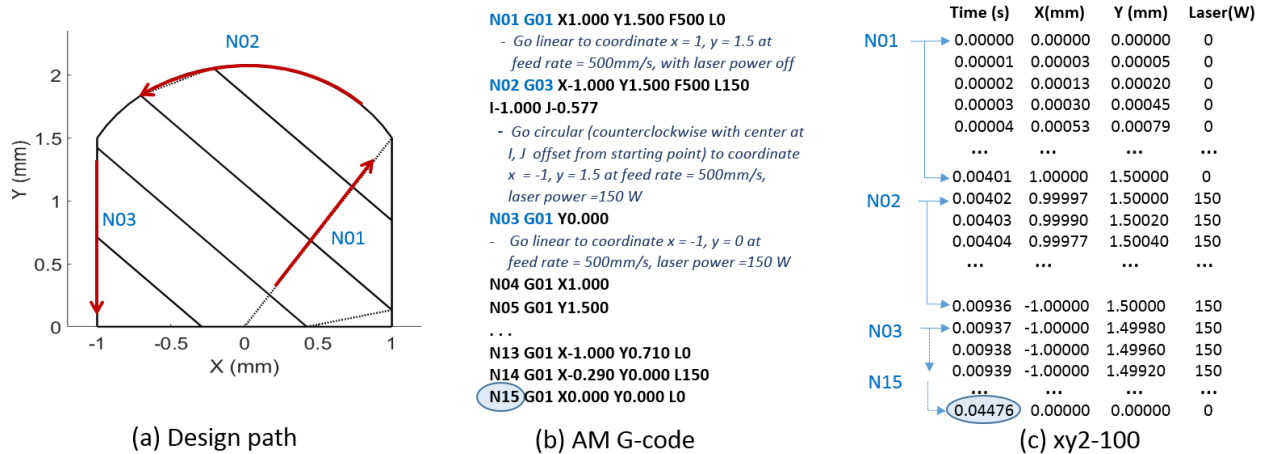 N02
N03
N01
2
1.5
1
0.5
0
-1
-0.5
0
0.5
1
Y (mm)
X (mm)
(a) Design path
N01 G01 X1.000 Y1.500 F500 L0
- Go linear to coordinate x = 1, y = 1.5 at
feed rate = 500mm/s, with laser power off
N02 G03 X-1.000 Y1.500 F500 L150
I-1.000 J-0.577
- Go circular (counterclockwise with center at
I, J offset from starting point) to coordinate
x = -1, y = 1.5 at feed rate = 500mm/s,
laser power =150 W
N03 G01 Y0.000
- Go linear to coordinate x = -1, y = 0 at
feed rate = 500mm/s, laser power =150 W
N04 G01 X1.000
N05 G01 Y1.500
. . .
N13 G01 X-1.000 Y0.710 L0
N14 G01 X-0.290 Y0.000 L150
N15 G01 X0.000 Y0.000 L0
(b) AM G-code
Time (s) X(mm) Y (mm) Laser(W)
N01 0.00000 0.00000 0.00000 0
0.00001 0.00003 0.00005 0
0.00002 0.00013 0.00020 0
0.00003 0.00030 0.00045 0
0.00004 0.00053 0.00079 0
... ... ... ...
0.00401 1.00000 1.50000 0
N02 0.00402 0.99997 1.50000 150
0.00403 0.99990 1.50020 150
0.00404 0.99977 1.50040 150
... ... ... ...
0.00936 -1.00000 1.50000 150
N03 0.00937 -1.00000 1.49980 150
0.00938 -1.00000 1.49960 150
0.00939 -1.00000 1.49920 150
N15 ... ... ... ...
0.04476 0.00000 0.00000 0
(c) xy2-100